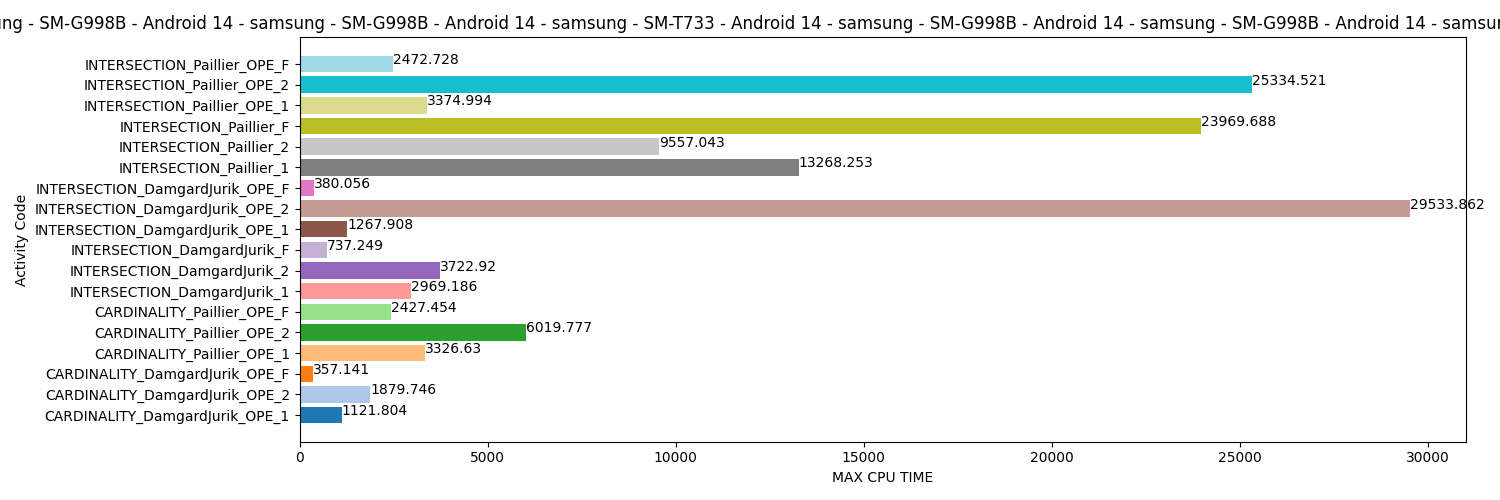 ng - SM-G998B - Android 14 - samsung - SM-G998B - Android 14 - samsung - SM-T733 - Android 14 - samsung - SM-G998B - Android 14 - samsung - SM-G998B - Android 14 - samsu
INTERSECTION_Paillier_OPE_F 2472.728
INTERSECTION_Paillier_OPE_2 25334.521
INTERSECTION_Paillier_OPE_1 3374.994
INTERSECTION_Paillier_F 23969.688
INTERSECTION_Paillier_2 9557.043
INTERSECTION_Paillier_1 13268.253
INTERSECTION_DamgardJurik_OPE_F 380.056
INTERSECTION_DamgardJurik_OPE_2 29533.862
INTERSECTION_DamgardJurik_OPE_1 1267.908
INTERSECTION_DamgardJurik_F 737.249
INTERSECTION_DamgardJurik_2 3722.92
INTERSECTION_DamgardJurik_1 2969.186
CARDINALITY_Paillier_OPE_F 2427.454
CARDINALITY_Paillier_OPE_2 6019.777
CARDINALITY_Paillier_OPE_1 3326.63
CARDINALITY_DamgardJurik_OPE_F 357.141
CARDINALITY_DamgardJurik_OPE_2 1879.746
CARDINALITY_DamgardJurik_OPE_1 1121.804
Activity Code
0 5000 10000 15000 20000 25000 30000
MAX CPU TIME